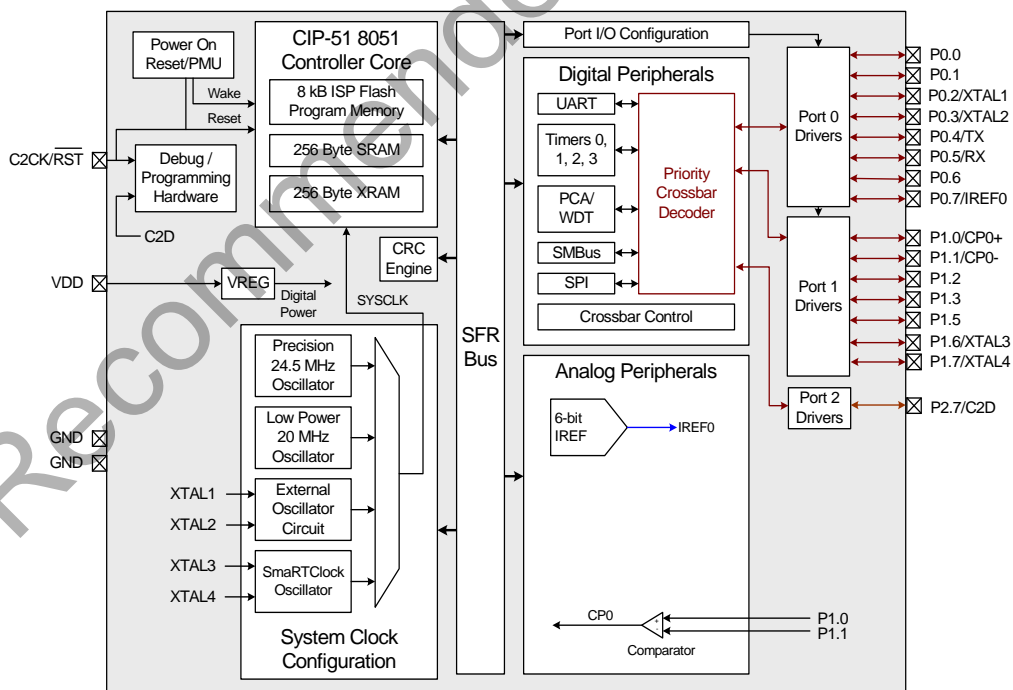 Power On
Reset/PMU
Wake
Reset
C2CK/RST
Debug /
Programming
Hardware
C2D
VDD
VREG
Digital
Power
GND
GND
CIP-51 8051
Controller Core
8 kB ISP Flash
Program Memory
256 Byte SRAM
256 Byte XRAM
CRC
Engine
SYSCLK
Precision
24.5 MHz
Oscillator
Low Power
20 MHz
Oscillator
XTAL1
XTAL2
External
Oscillator
Circuit
XTAL3
XTAL4
SmaRTClock
Oscillator
System Clock
Configuration
SFR
Bus
Port I/O Configuration
Digital Peripherals
UART
Timers 0,
1, 2, 3
PCA/
WDT
SMBus
SPI
Priority
Crossbar
Decoder
Crossbar Control
Analog Peripherals
6-bit
IREF
IREF0
CP0
+
-
Comparator
P1.0
P1.1
Port 0
Drivers
Port 1
Drivers
Port 2
Drivers
P0.0
P0.1
P0.2/XTAL1
P0.3/XTAL2
P0.4/TX
P0.5/RX
P0.6
P0.7/IREF0
P1.0/CP0+
P1.1/CP0-
P1.2
P1.3
P1.5
P1.6/XTAL3
P1.7/XTAL4
P2.7/C2D
Recommende